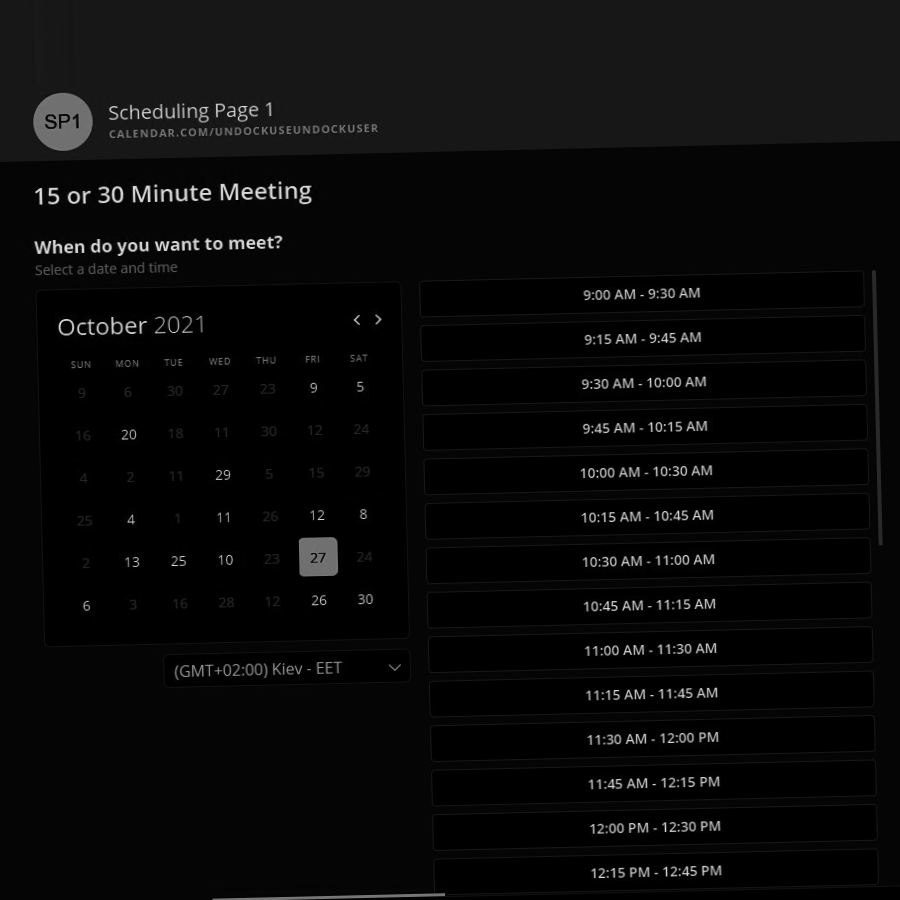 SP1
Scheduling Page 1
CALENDAR.COM/UNDOCKUSEUNDOCKUSER
15 or 30 Minute Meeting
When do you want to meet?
Select a date and time
October 2021
SUN MON TUE WED THU FRI SAT
9 6 30 27 23 9 5
16 20 18 11 30 12 24
4 2 11 29 5 15 29
25 4 1 11 26 12 8
2 13 25 10 23 27 24
6 3 16 28 12 26 30
(GMT+02:00) Kiev - EET
9:00 AM - 9:30 AM
9:15 AM - 9:45 AM
9:30 AM - 10:00 AM
9:45 AM - 10:15 AM
10:00 AM - 10:30 AM
10:15 AM - 10:45 AM
10:30 AM - 11:00 AM
10:45 AM - 11:15 AM
11:00 AM - 11:30 AM
11:15 AM - 11:45 AM
11:30 AM - 12:00 PM
11:45 AM - 12:15 PM
12:00 PM - 12:30 PM
12:15 PM - 12:45 PM